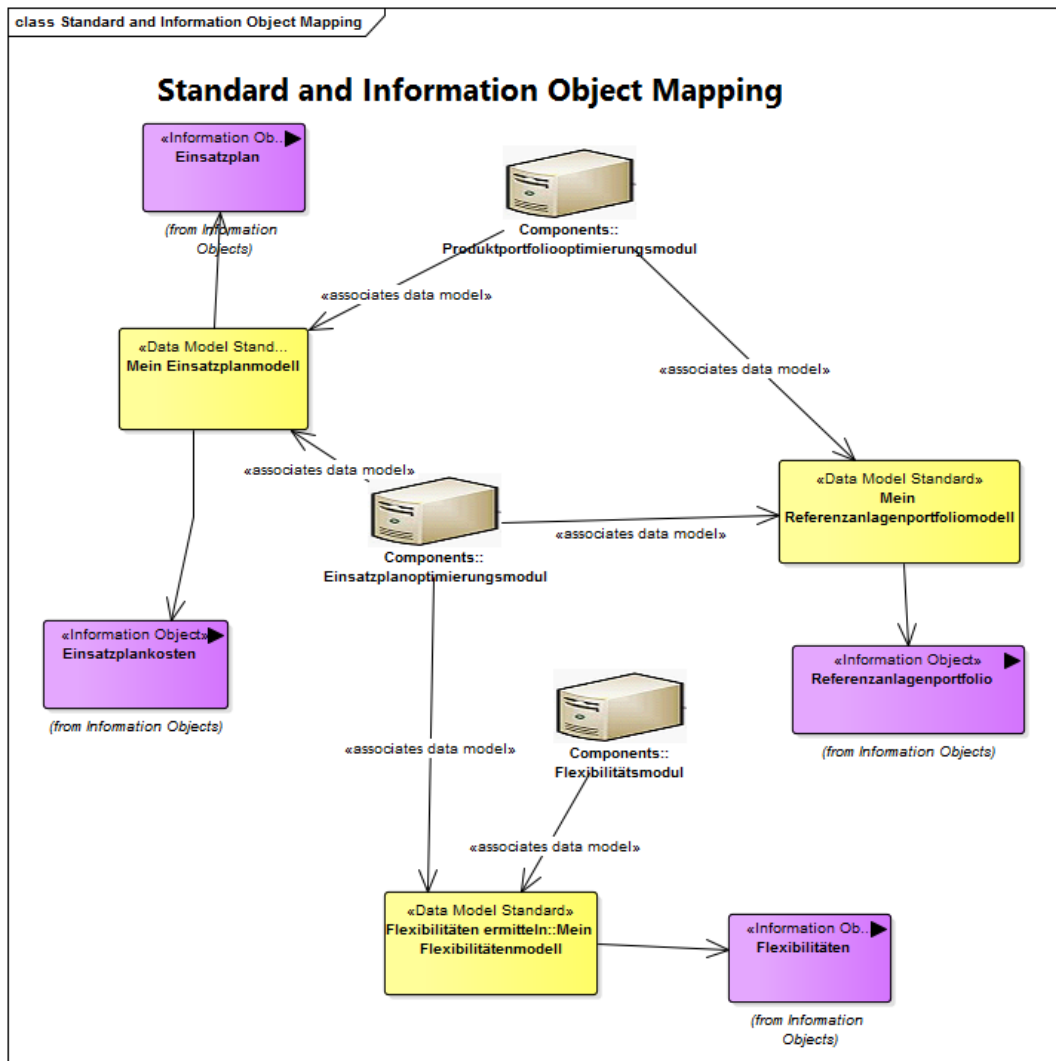 class Standard and Information Object Mapping
Standard and Information Object Mapping
«Information Ob...
Einsatzplan
(from Information
Objects)
Components::
Produktportfoliooptimierungsmodul
«associates data model»
«Data Model Stand...
Mein Einsatzplanmodell
«associates data model»
«associates data model»
«Data Model Standard»
Mein
Referenzanlagenportfoliomodell
«associates data model»
Components::
Einsatzplanoptimierungsmodul
«Information Object»
Einsatzplankosten
(from Information Objects)
«Information Object»
Referenzanlagenportfolio
(from Information Objects)
«associates data model»
Components::
Flexibilitätsmodul
«associates data model»
«Data Model Standard»
Flexibilitäten ermitteln::Mein
Flexibilitätenmodell
«Information Ob...
Flexibilitäten
(from Information
Objects)